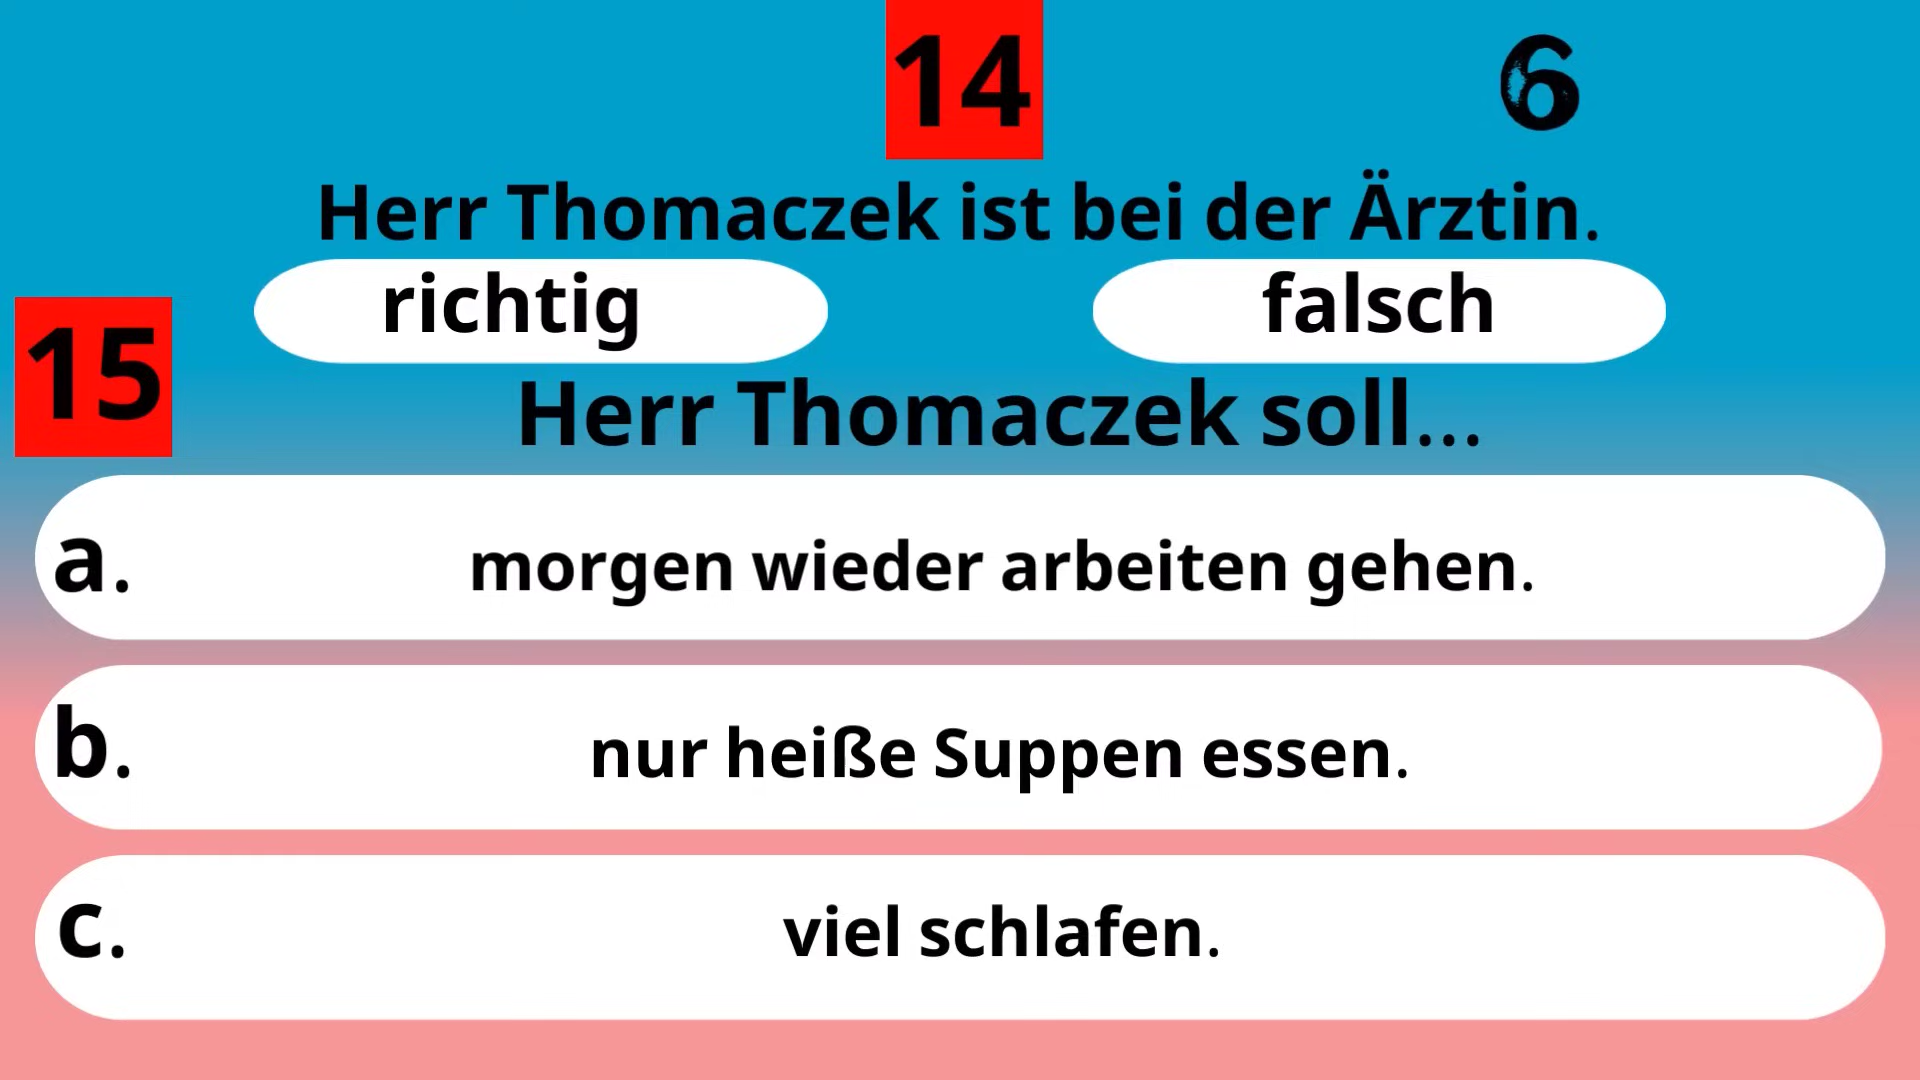 14
6
Herr Thomaczek ist bei der Ärztin.
richtig
falsch
15
Herr Thomaczek soll...
a. morgen wieder arbeiten gehen.
b. nur heiße Suppen essen.
c. viel schlafen.